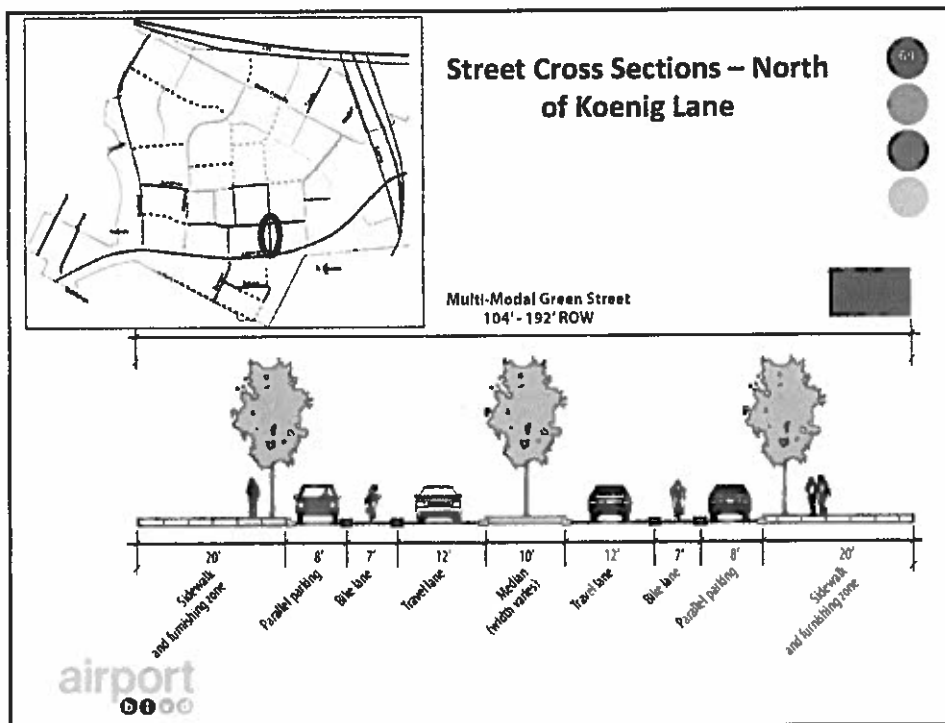 Street Cross Sections – North
of Koenig Lane
Multi-Modal Green Street
104' - 192' ROW
20' 8' 7' 12' 10' 12' 7' 8' 20'
Sidewalk
and furnishing zone
Parallel parking
Bike lane
Travel lane
Median
(width varies)
Travel lane
Bike lane
Parallel parking
Sidewalk
and furnishing zone
airport